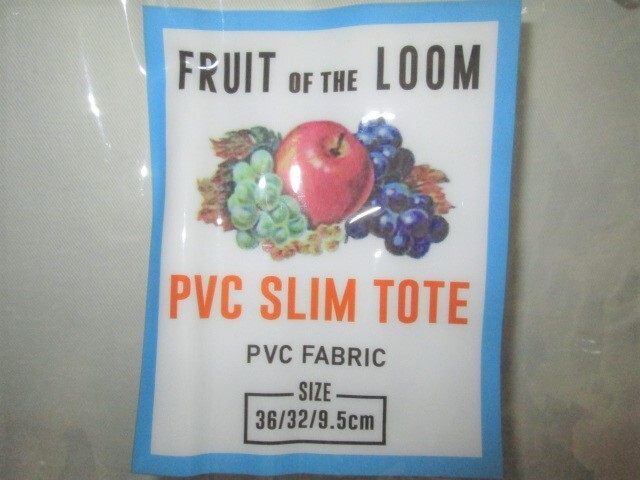 FRUIT OF THE LOOM
PVC SLIM TOTE
PVC FABRIC
SIZE
36/32/9.5cm